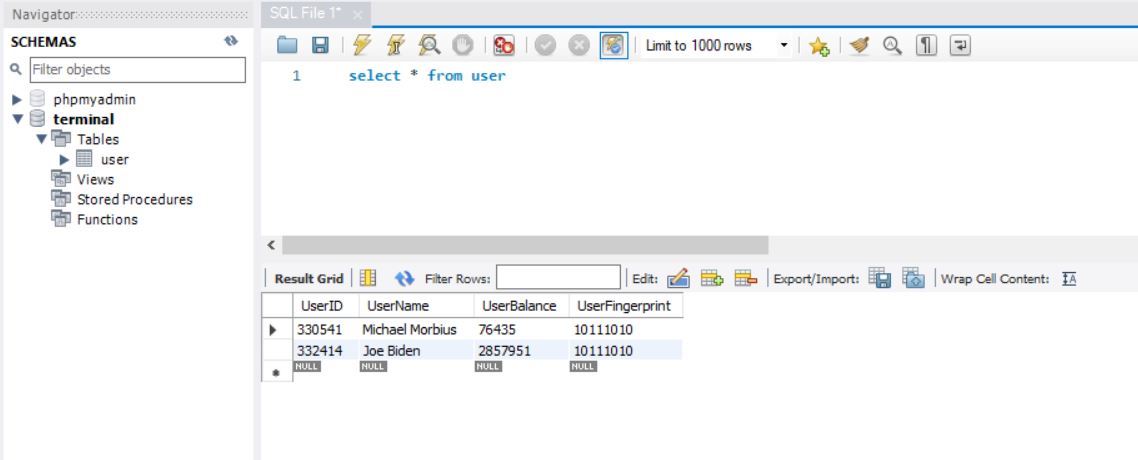 Navigator
SCHEMAS
Filter objects
phpmyadmin
terminal
Tables
user
Views
Stored Procedures
Functions
SQL File 1*
Limit to 1000 rows
1 select * from user
Result Grid Filter Rows: Edit: Export/Import: Wrap Cell Content:
UserID UserName UserBalance UserFingerprint
330541 Michael Morbius 76435 10111010
332414 Joe Biden 2857951 10111010
NULL NULL NULL NULL